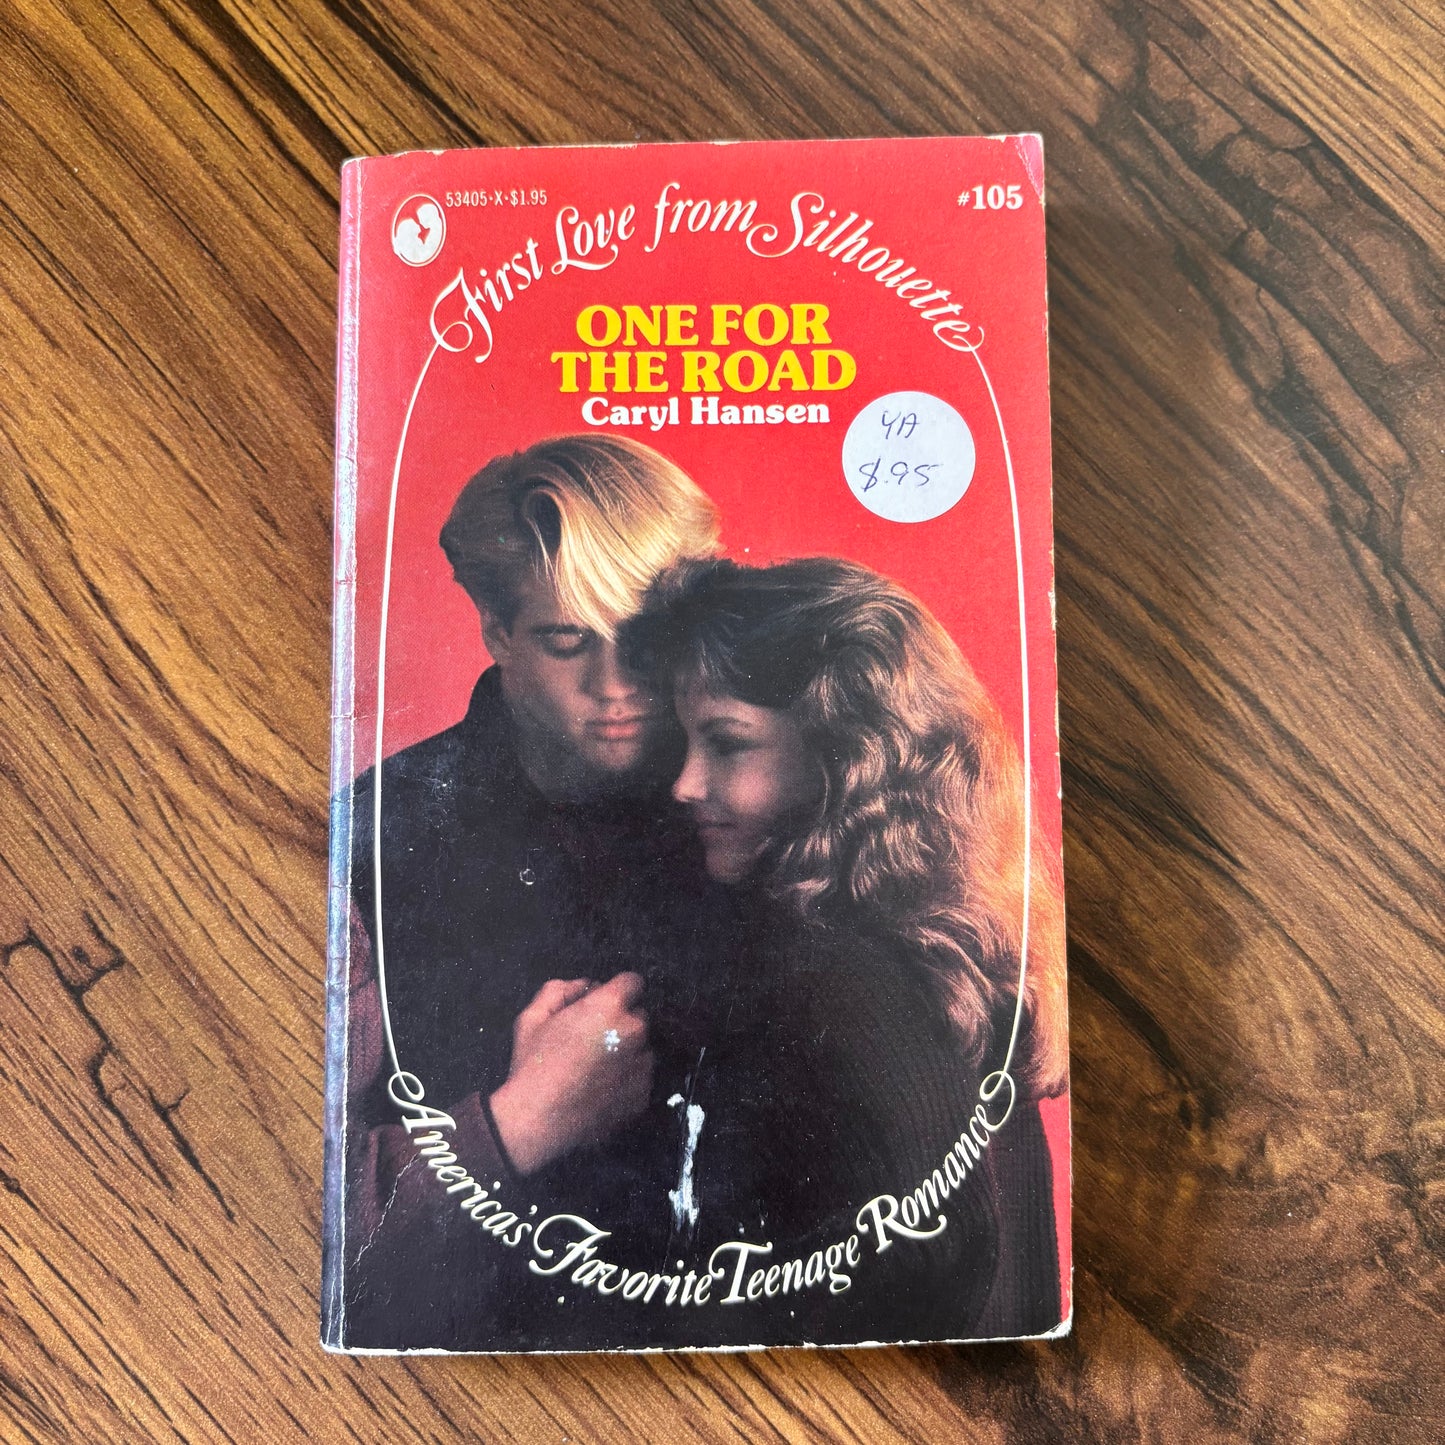 53405-X-$1.95
#105
First Love from Silhouette
ONE FOR
THE ROAD
Caryl Hansen
YA
$.95
America's Favorite Teenage Romance